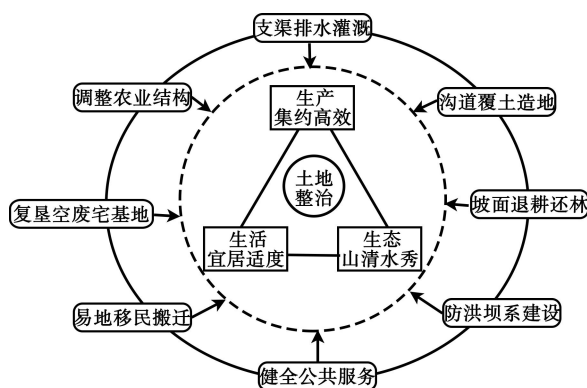 支渠排水灌溉
调整农业结构
沟道覆土造地
生产
集约高效
土地
整治
复垦空废宅基地
坡面退耕还林
生活
宜居适度
生态
山清水秀
易地移民搬迁
防洪坝系建设
健全公共服务